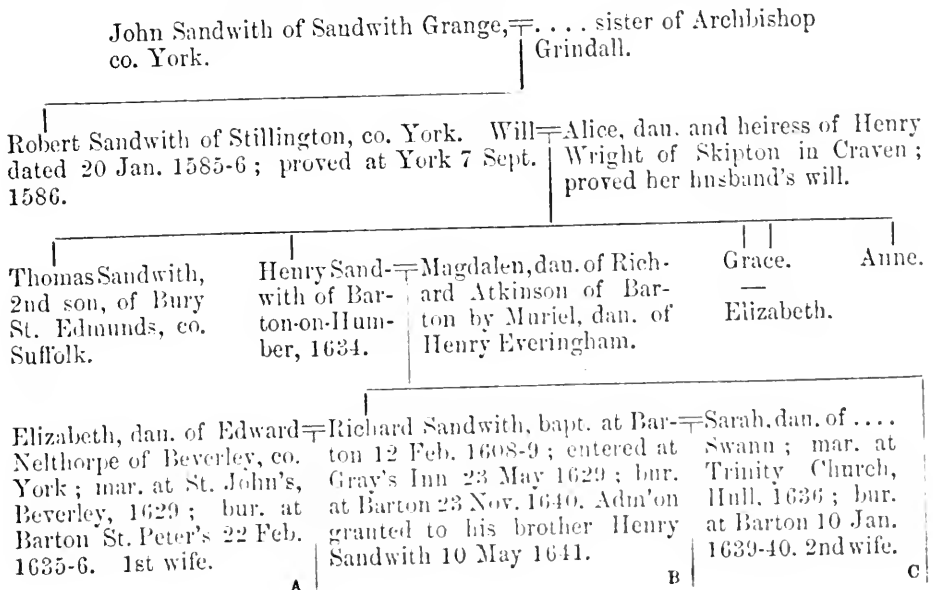 John Sandwith of Sandwith Grange,=. . . . sister of Archbishop
co. York. Grindall.
Robert Sandwith of Stillington, co. York. Will=Alice, dau. and heiress of Henry
dated 20 Jan. 1585-6 ; proved at York 7 Sept. Wright of Skipton in Craven ;
1586. proved her husband's will.
Thomas Sandwith,
2nd son, of Bury
St. Edmunds, co.
Suffolk.
Henry Sand-
with of Bar-
ton-on-Hum-
ber, 1634.
=Magdalen, dau. of Rich-
ard Atkinson of Bar-
ton by Muriel, dau. of
Henry Everingham.
Grace.
—
Elizabeth.
Anne.
Elizabeth, dau. of Edward
Nelthorpe of Beverley, co.
York ; mar. at St. John's,
Beverley, 1629 ; bur. at
Barton St. Peter's 22 Feb.
1635-6. 1st wife.
A
=Richard Sandwith, bapt. at Bar-
ton 12 Feb. 1608-9 ; entered at
Gray's Inn 23 May 1629 ; bur.
at Barton 23 Nov. 1640. Adm'on
granted to his brother Henry
Sandwith 10 May 1641.
B
=Sarah, dau. of . . . .
Swann ; mar. at
Trinity Church,
Hull, 1636 ; bur.
at Barton 10 Jan.
1639-40. 2nd wife.
C